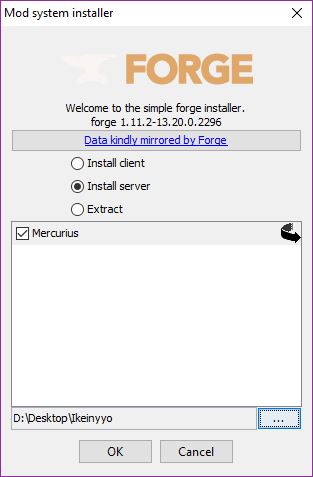 Mod system installer
FORGE
Welcome to the simple forge installer.
forge 1.11.2-13.20.0.2296
Data kindly mirrored by Forge
Install client
Install server
Extract
Mercurius
D:\Desktop\Ikeinyyo
...
OK
Cancel